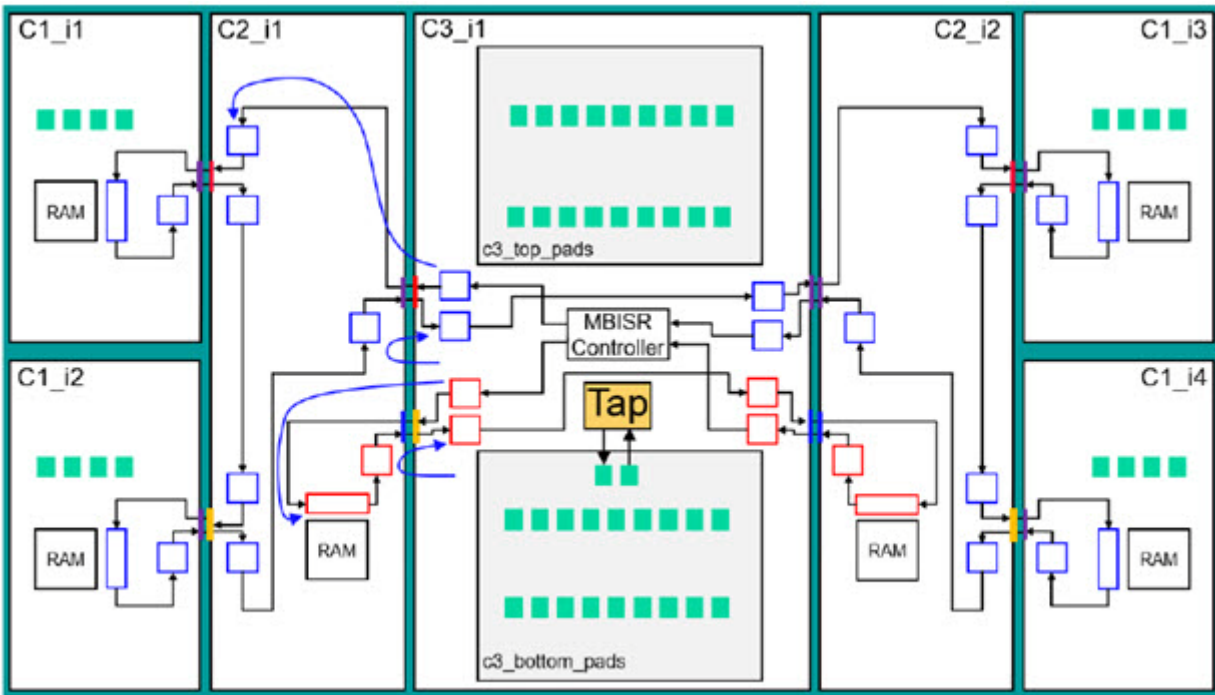 C1_i1
C2_i1
C3_i1
C2_i2
C1_i3
RAM
RAM
c3_top_pads
MBISR
Controller
C1_i2
Tap
C1_i4
RAM
RAM
RAM
RAM
c3_bottom_pads